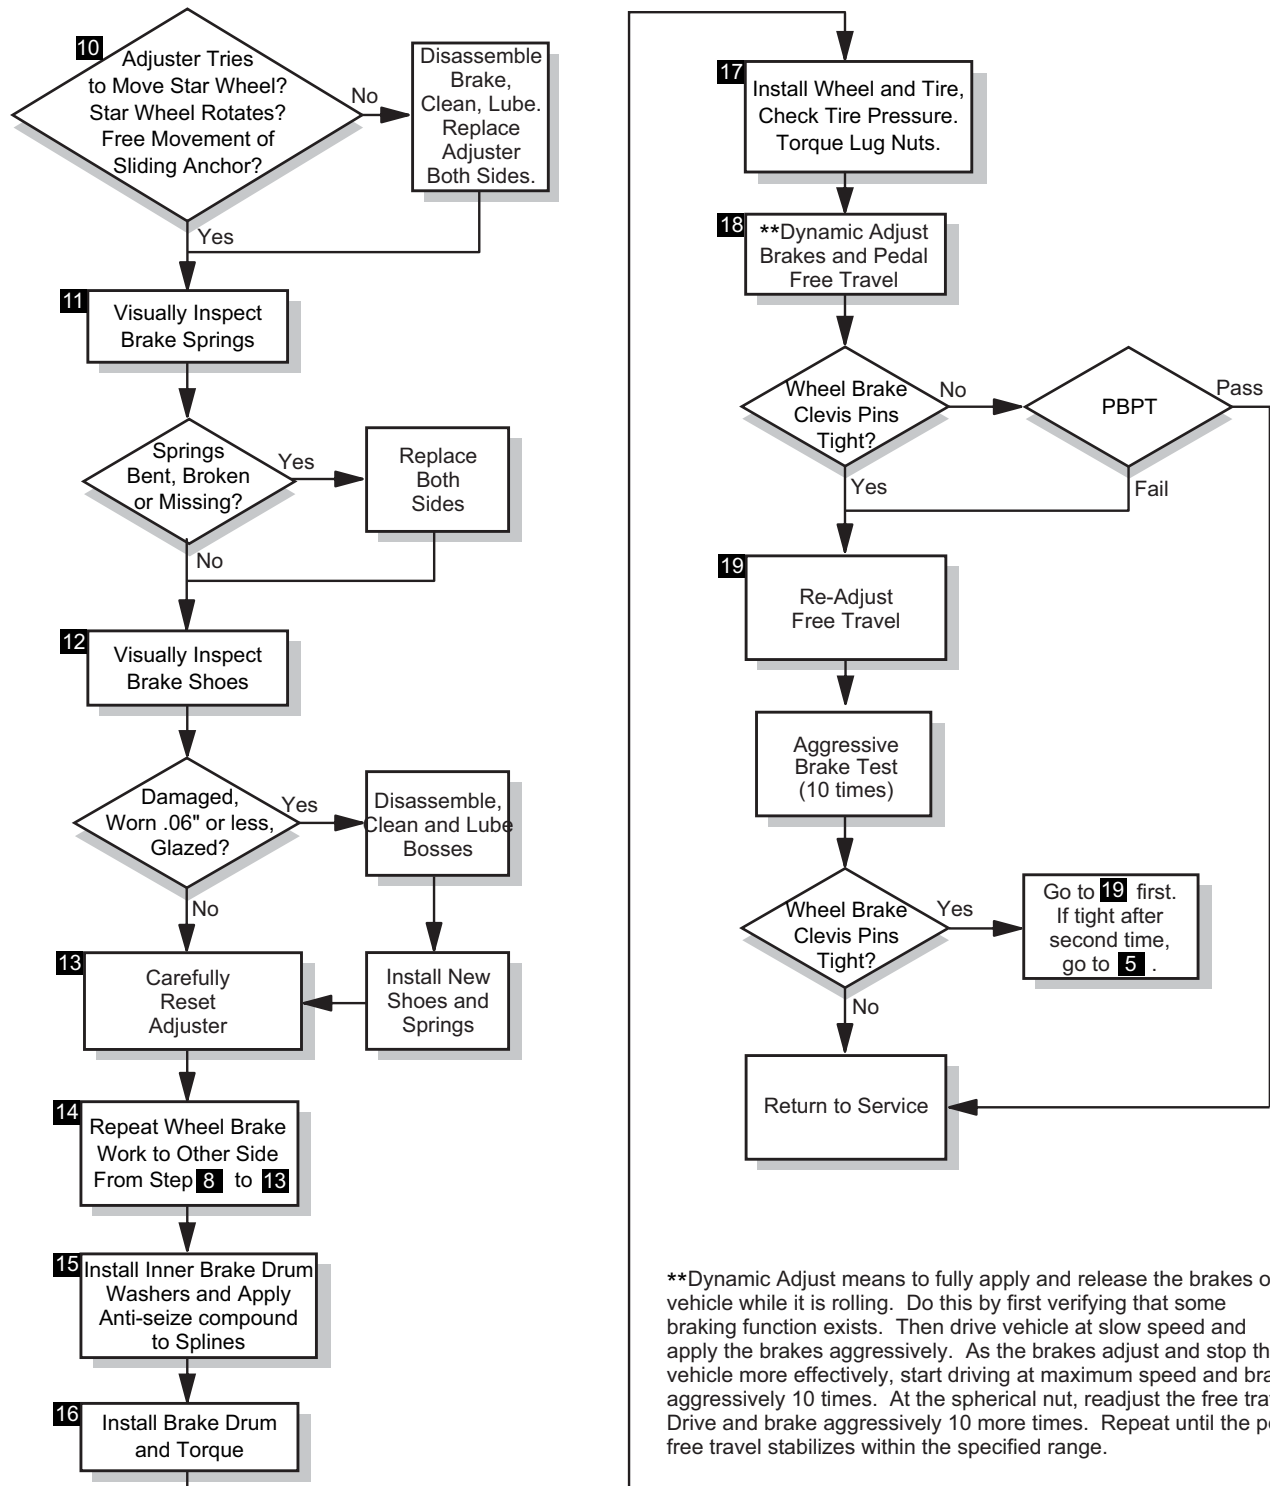 10
Adjuster Tries
to Move Star Wheel?
Star Wheel Rotates?
Free Movement of
Sliding Anchor?
No
Disassemble
Brake,
Clean, Lube.
Replace
Adjuster
Both Sides.
Yes
11
Visually Inspect
Brake Springs
Springs
Bent, Broken
or Missing?
Yes
Replace
Both
Sides
No
12
Visually Inspect
Brake Shoes
Damaged,
Worn .06" or less,
Glazed?
Yes
Disassemble,
Clean and Lube
Bosses
No
13
Carefully
Reset
Adjuster
Install New
Shoes and
Springs
14
Repeat Wheel Brake
Work to Other Side
From Step 8 to 13
15
Install Inner Brake Drum
Washers and Apply
Anti-seize compound
to Splines
16
Install Brake Drum
and Torque
17
Install Wheel and Tire,
Check Tire Pressure.
Torque Lug Nuts.
18
**Dynamic Adjust
Brakes and Pedal
Free Travel
Wheel Brake
Clevis Pins
Tight?
No
PBPT
Pass
Yes
Fail
19
Re-Adjust
Free Travel
Aggressive
Brake Test
(10 times)
Wheel Brake
Clevis Pins
Tight?
Yes
Go to 19 first.
If tight after
second time,
go to 5 .
No
Return to Service
**Dynamic Adjust means to fully apply and release the brakes
vehicle while it is rolling. Do this by first verifying that some
braking function exists. Then drive vehicle at slow speed and
apply the brakes aggressively. As the brakes adjust and stop
vehicle more effectively, start driving at maximum speed and
aggressively 10 times. At the spherical nut, readjust the free
Drive and brake aggressively 10 more times. Repeat until the
free travel stabilizes within the specified range.